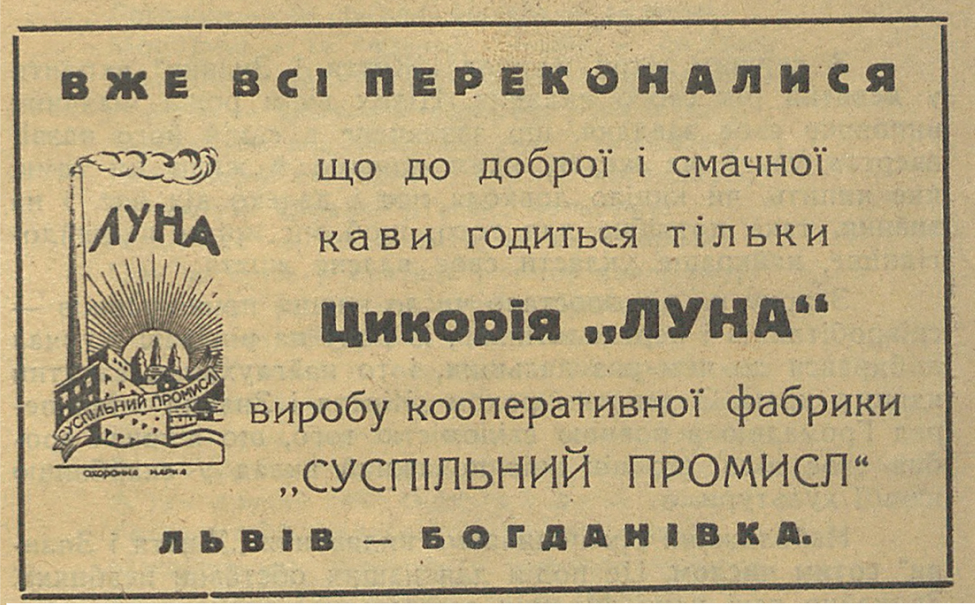 ВЖЕ ВСІ ПЕРЕКОНАЛИСЯ
що до доброї і смачної
кави годиться тільки
Цикорія „ЛУНА“
виробу кооперативної фабрики
„СУСПІЛЬНИЙ ПРОМИСЛ“
ЛЬВІВ — БОГДАНІВКА.
ЛУНА
СУСПІЛЬНИЙ ПРОМИСЛ
ОХОРОННА МАРКА